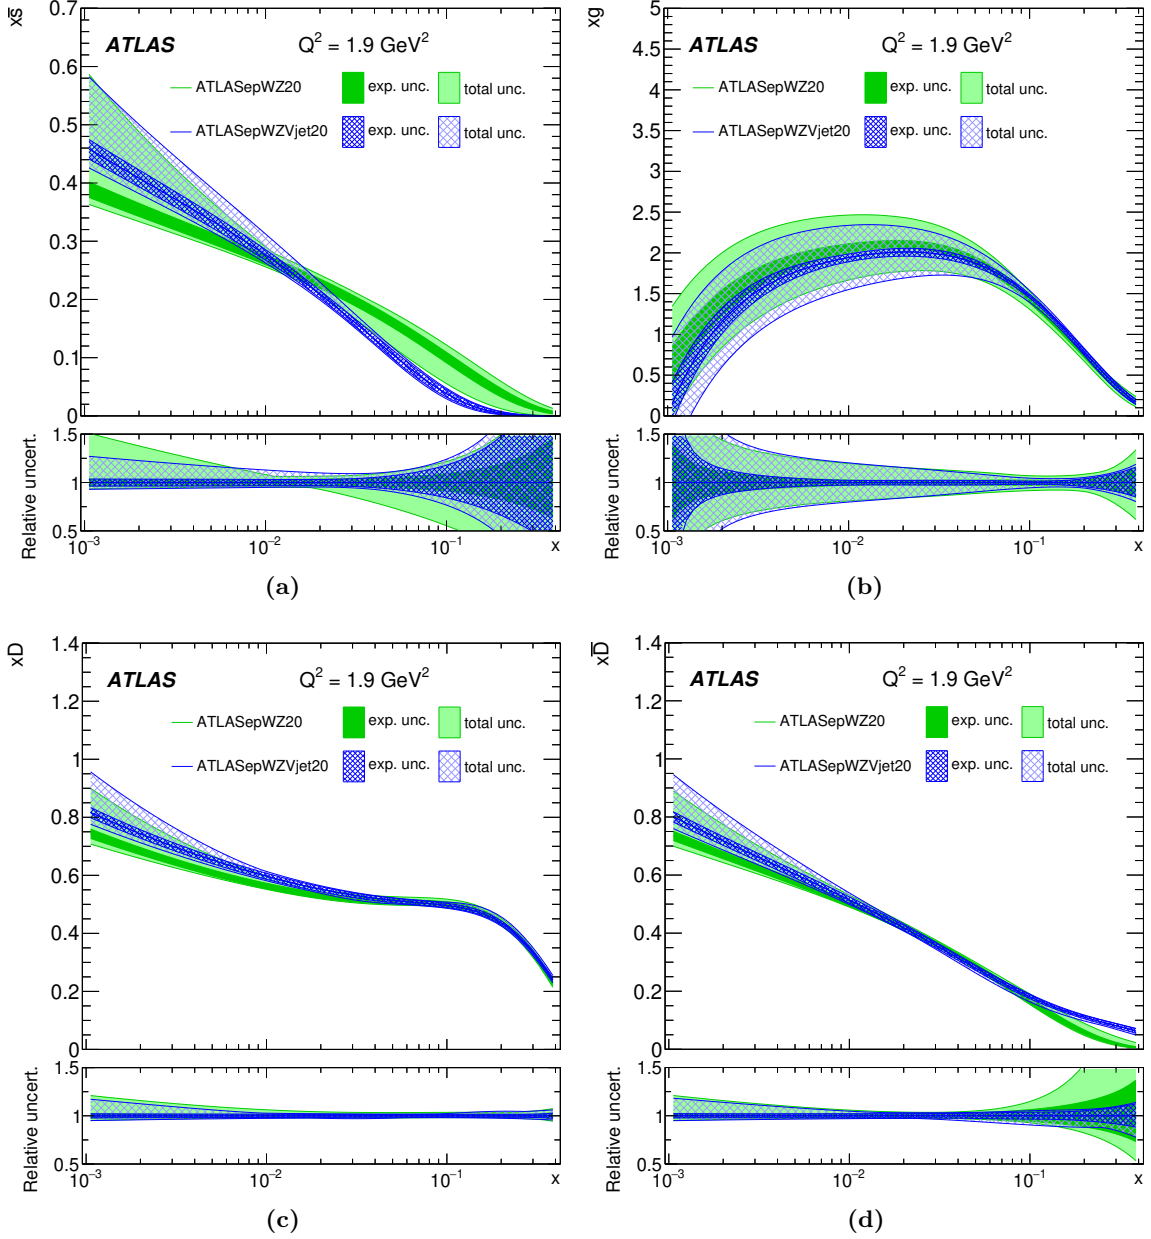 xs̄
0.7
0.6
0.5
0.4
0.3
0.2
0.1
0
ATLAS
Q² = 1.9 GeV²
ATLASepWZ20 exp. unc. total unc.
ATLASepWZVjet20 exp. unc. total unc.
Relative uncert.
1.5
1
0.5
10⁻³ 10⁻² 10⁻¹ x
(a)
xg
5
4.5
4
3.5
3
2.5
2
1.5
1
0.5
0
ATLAS
Q² = 1.9 GeV²
ATLASepWZ20 exp. unc. total unc.
ATLASepWZVjet20 exp. unc. total unc.
Relative uncert.
1.5
1
0.5
10⁻³ 10⁻² 10⁻¹ x
(b)
xD
1.4
1.2
1
0.8
0.6
0.4
0.2
0
ATLAS
Q² = 1.9 GeV²
ATLASepWZ20 exp. unc. total unc.
ATLASepWZVjet20 exp. unc. total unc.
Relative uncert.
1.5
1
0.5
10⁻³ 10⁻² 10⁻¹ x
(c)
xD̄
1.4
1.2
1
0.8
0.6
0.4
0.2
0
ATLAS
Q² = 1.9 GeV²
ATLASepWZ20 exp. unc. total unc.
ATLASepWZVjet20 exp. unc. total unc.
Relative uncert.
1.5
1
0.5
10⁻³ 10⁻² 10⁻¹ x
(d)